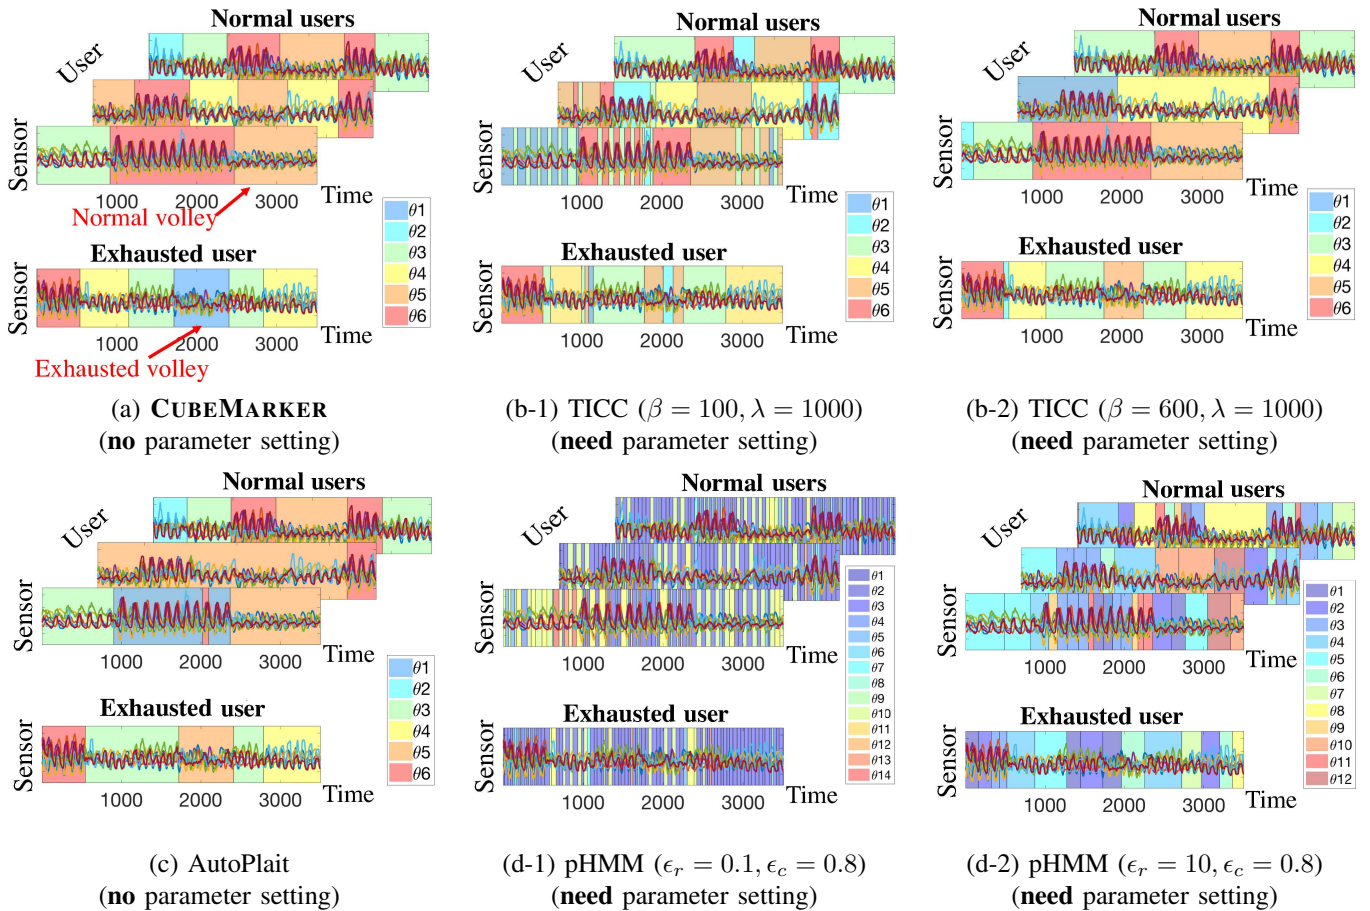 Normal users
User
Sensor
1000
2000
3000
Time
Normal volley
θ1
θ2
θ3
θ4
θ5
θ6
Exhausted user
Sensor
1000
2000
3000
Time
Exhausted volley
(a) CUBEMARKER
(no parameter setting)
Normal users
User
Sensor
1000
2000
3000
Time
θ1
θ2
θ3
θ4
θ5
θ6
Exhausted user
Sensor
1000
2000
3000
Time
(b-1) TICC (β = 100, λ = 1000)
(need parameter setting)
Normal users
User
Sensor
1000
2000
3000
Time
θ1
θ2
θ3
θ4
θ5
θ6
Exhausted user
Sensor
1000
2000
3000
Time
(b-2) TICC (β = 600, λ = 1000)
(need parameter setting)
Normal users
User
Sensor
1000
2000
3000
Time
θ1
θ2
θ3
θ4
θ5
θ6
Exhausted user
Sensor
1000
2000
3000
Time
(c) AutoPlait
(no parameter setting)
Normal users
User
Sensor
1000
2000
3000
Time
θ1
θ2
θ3
θ4
θ5
θ6
θ7
θ8
θ9
θ10
θ11
θ12
θ13
θ14
Exhausted user
Sensor
1000
2000
3000
Time
(d-1) pHMM (ϵr = 0.1, ϵc = 0.8)
(need parameter setting)
Normal users
User
Sensor
1000
2000
3000
Time
θ1
θ2
θ3
θ4
θ5
θ6
θ7
θ8
θ9
θ10
θ11
θ12
Exhausted user
Sensor
1000
2000
3000
Time
(d-2) pHMM (ϵr = 10, ϵc = 0.8)
(need parameter setting)